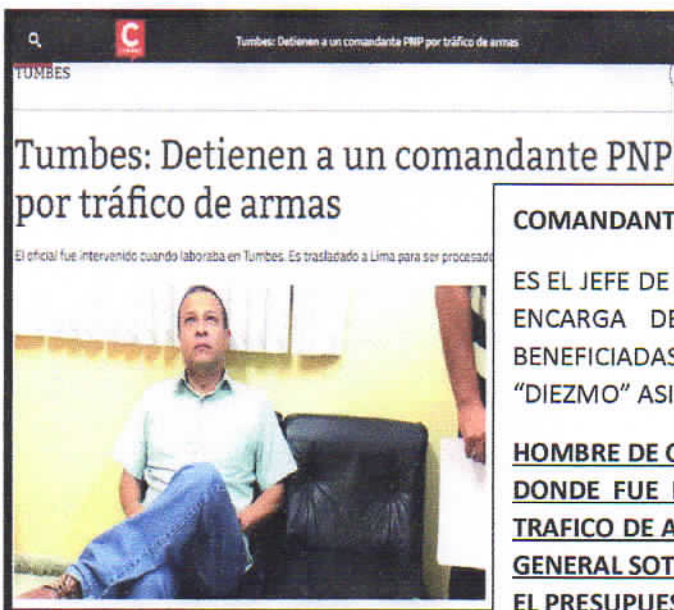 C
Tumbes: Detienen a un comandante PNP por tráfico de armas
TUMBES
Tumbes: Detienen a un comandante PNP
por tráfico de armas
El oficial fue intervenido cuando laboraba en Tumbes. Es trasladado a Lima para ser procesado
COMANDANT
ES EL JEFE DE
ENCARGA DE
BENEFICIADAS
"DIEZMO" ASI
HOMBRE DE
DONDE FUE
TRAFICO DE A
GENERAL SOT
EL PRESUPUES